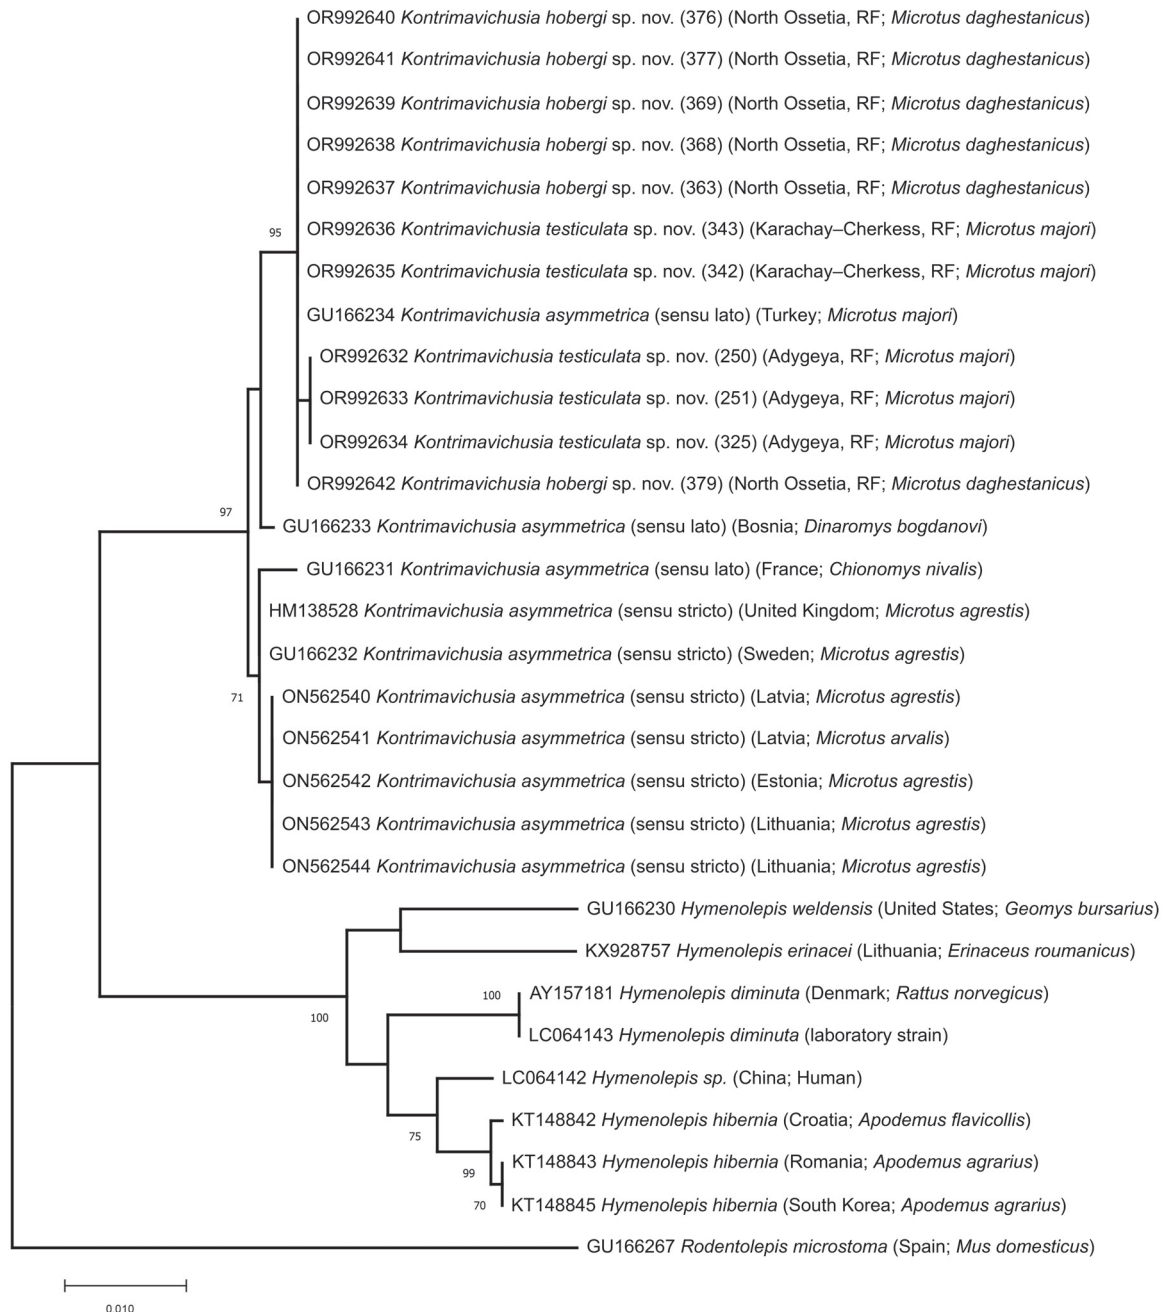 OR992640 Kontrimavichusia hobergi sp. nov. (376) (North Ossetia, RF; Microtus daghestanicus)
OR992641 Kontrimavichusia hobergi sp. nov. (377) (North Ossetia, RF; Microtus daghestanicus)
OR992639 Kontrimavichusia hobergi sp. nov. (369) (North Ossetia, RF; Microtus daghestanicus)
OR992638 Kontrimavichusia hobergi sp. nov. (368) (North Ossetia, RF; Microtus daghestanicus)
OR992637 Kontrimavichusia hobergi sp. nov. (363) (North Ossetia, RF; Microtus daghestanicus)
OR992636 Kontrimavichusia testiculata sp. nov. (343) (Karachay–Cherkess, RF; Microtus majori)
95
OR992635 Kontrimavichusia testiculata sp. nov. (342) (Karachay–Cherkess, RF; Microtus majori)
GU166234 Kontrimavichusia asymmetrica (sensu lato) (Turkey; Microtus majori)
OR992632 Kontrimavichusia testiculata sp. nov. (250) (Adygeya, RF; Microtus majori)
OR992633 Kontrimavichusia testiculata sp. nov. (251) (Adygeya, RF; Microtus majori)
OR992634 Kontrimavichusia testiculata sp. nov. (325) (Adygeya, RF; Microtus majori)
OR992642 Kontrimavichusia hobergi sp. nov. (379) (North Ossetia, RF; Microtus daghestanicus)
97
GU166233 Kontrimavichusia asymmetrica (sensu lato) (Bosnia; Dinaromys bogdanovi)
GU166231 Kontrimavichusia asymmetrica (sensu lato) (France; Chionomys nivalis)
HM138528 Kontrimavichusia asymmetrica (sensu stricto) (United Kingdom; Microtus agrestis)
GU166232 Kontrimavichusia asymmetrica (sensu stricto) (Sweden; Microtus agrestis)
71
ON562540 Kontrimavichusia asymmetrica (sensu stricto) (Latvia; Microtus agrestis)
ON562541 Kontrimavichusia asymmetrica (sensu stricto) (Latvia; Microtus arvalis)
ON562542 Kontrimavichusia asymmetrica (sensu stricto) (Estonia; Microtus agrestis)
ON562543 Kontrimavichusia asymmetrica (sensu stricto) (Lithuania; Microtus agrestis)
ON562544 Kontrimavichusia asymmetrica (sensu stricto) (Lithuania; Microtus agrestis)
GU166230 Hymenolepis weldensis (United States; Geomys bursarius)
KX928757 Hymenolepis erinacei (Lithuania; Erinaceus roumanicus)
100
AY157181 Hymenolepis diminuta (Denmark; Rattus norvegicus)
100
LC064143 Hymenolepis diminuta (laboratory strain)
LC064142 Hymenolepis sp. (China; Human)
KT148842 Hymenolepis hibernia (Croatia; Apodemus flavicollis)
75
KT148843 Hymenolepis hibernia (Romania; Apodemus agrarius)
99
KT148845 Hymenolepis hibernia (South Korea; Apodemus agrarius)
70
GU166267 Rodentolepis microstoma (Spain; Mus domesticus)
0.010